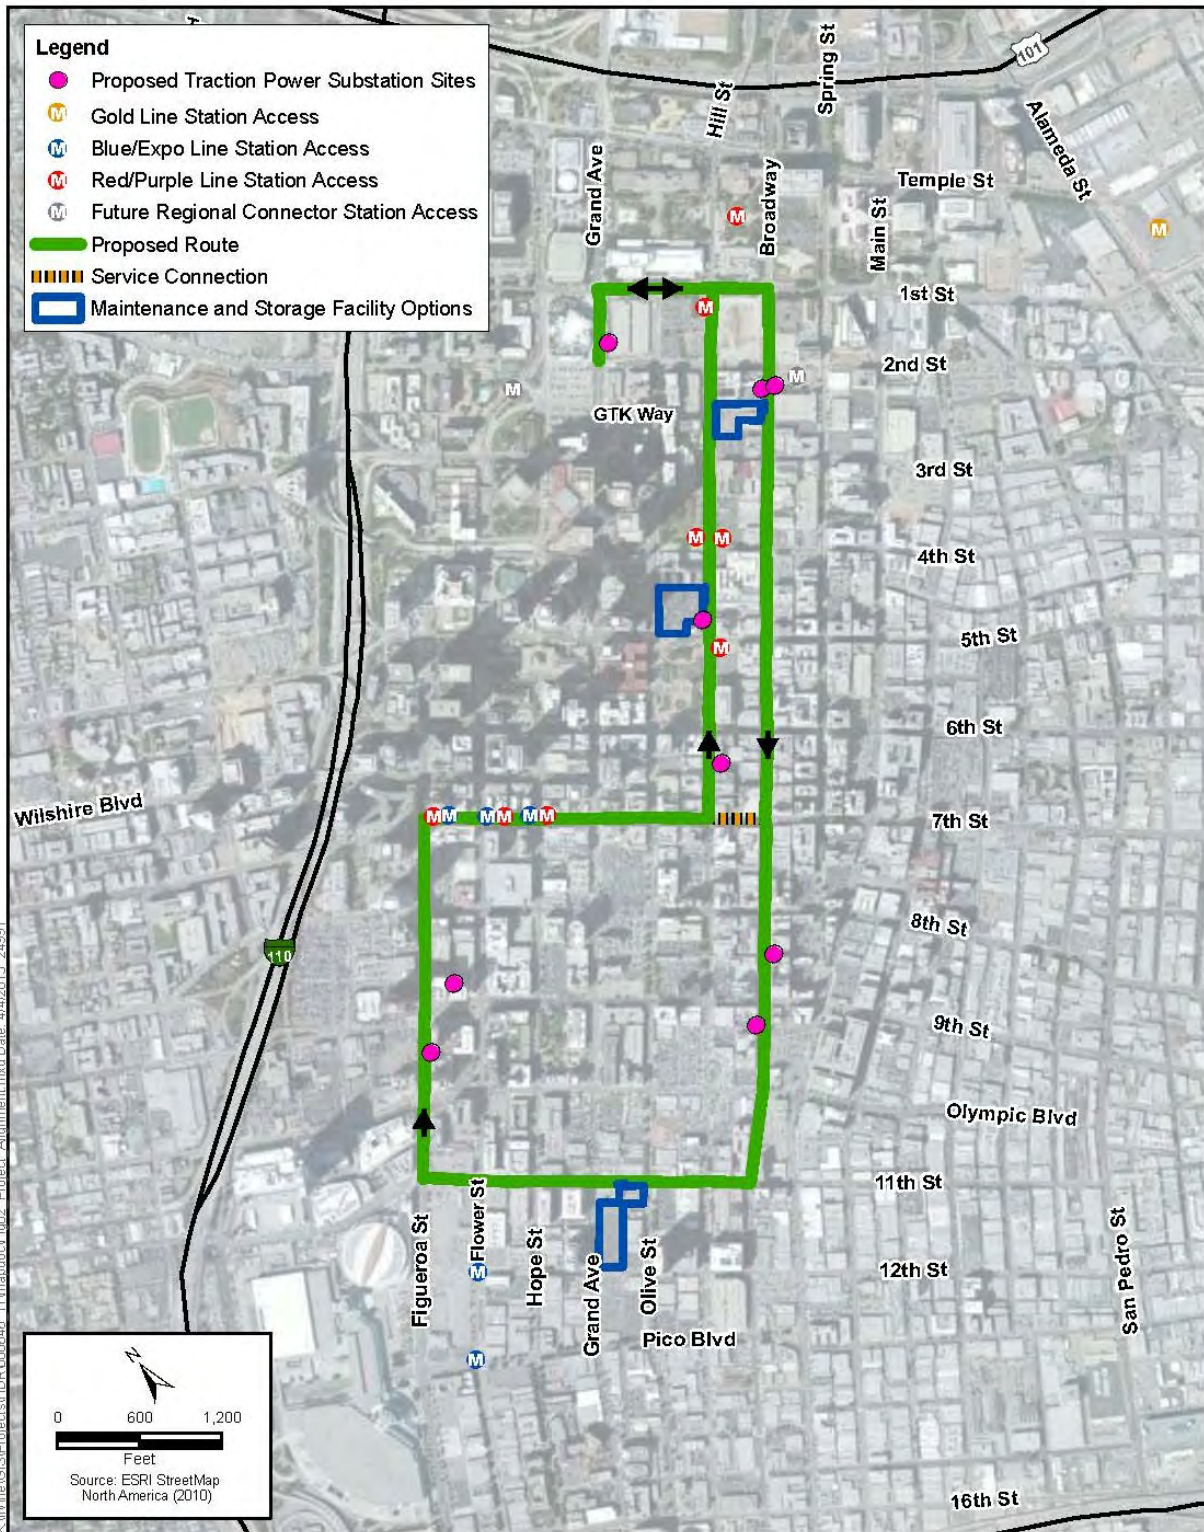 Legend
Proposed Traction Power Substation Sites
M Gold Line Station Access
M Blue/Expo Line Station Access
M Red/Purple Line Station Access
M Future Regional Connector Station Access
Proposed Route
Service Connection
Maintenance and Storage Facility Options
101
Spring St
Hill St
Alameda St
Grand Ave
Broadway
Temple St
Main St
M
M
1st St
M
2nd St
M
M
GTK Way
3rd St
M M
4th St
5th St
M
6th St
Wilshire Blvd
M M M M M M
7th St
8th St
110
9th St
Olympic Blvd
11th St
Figueroa St
Flower St
Hope St
Grand Ave
Olive St
12th St
San Pedro St
M
Pico Blvd
M
16th St
N
0 600 1,200
Feet
Source: ESRI StreetMap
North America (2010)